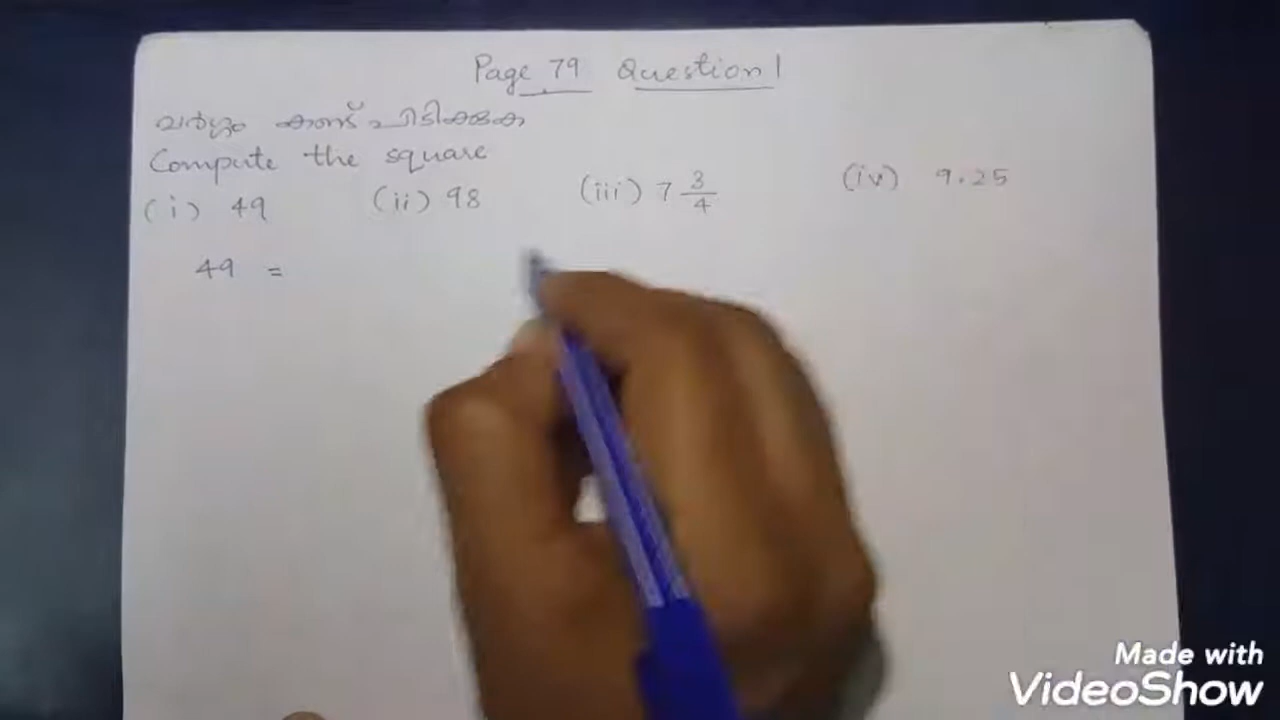 Page 79 Question 1
വർഗ്ഗം കണ്ട് പിടിക്കുക
Compute the square
(i) 49 (ii) 98 (iii) 7 3/4 (iv) 9.25
49 =
Made with
VideoShow